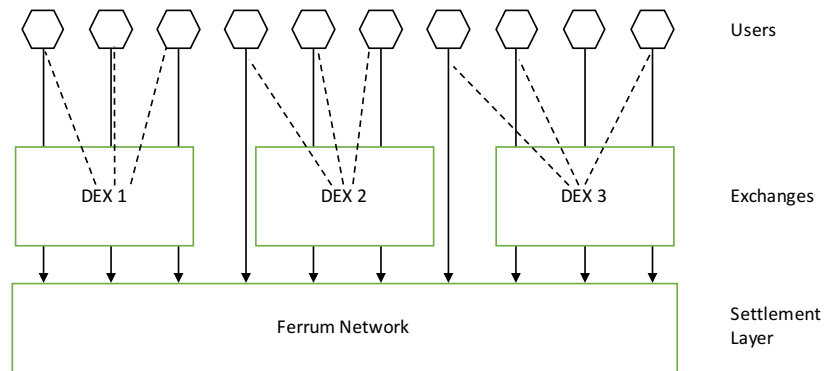 Users
DEX 1
DEX 2
DEX 3
Exchanges
Ferrum Network
Settlement
Layer